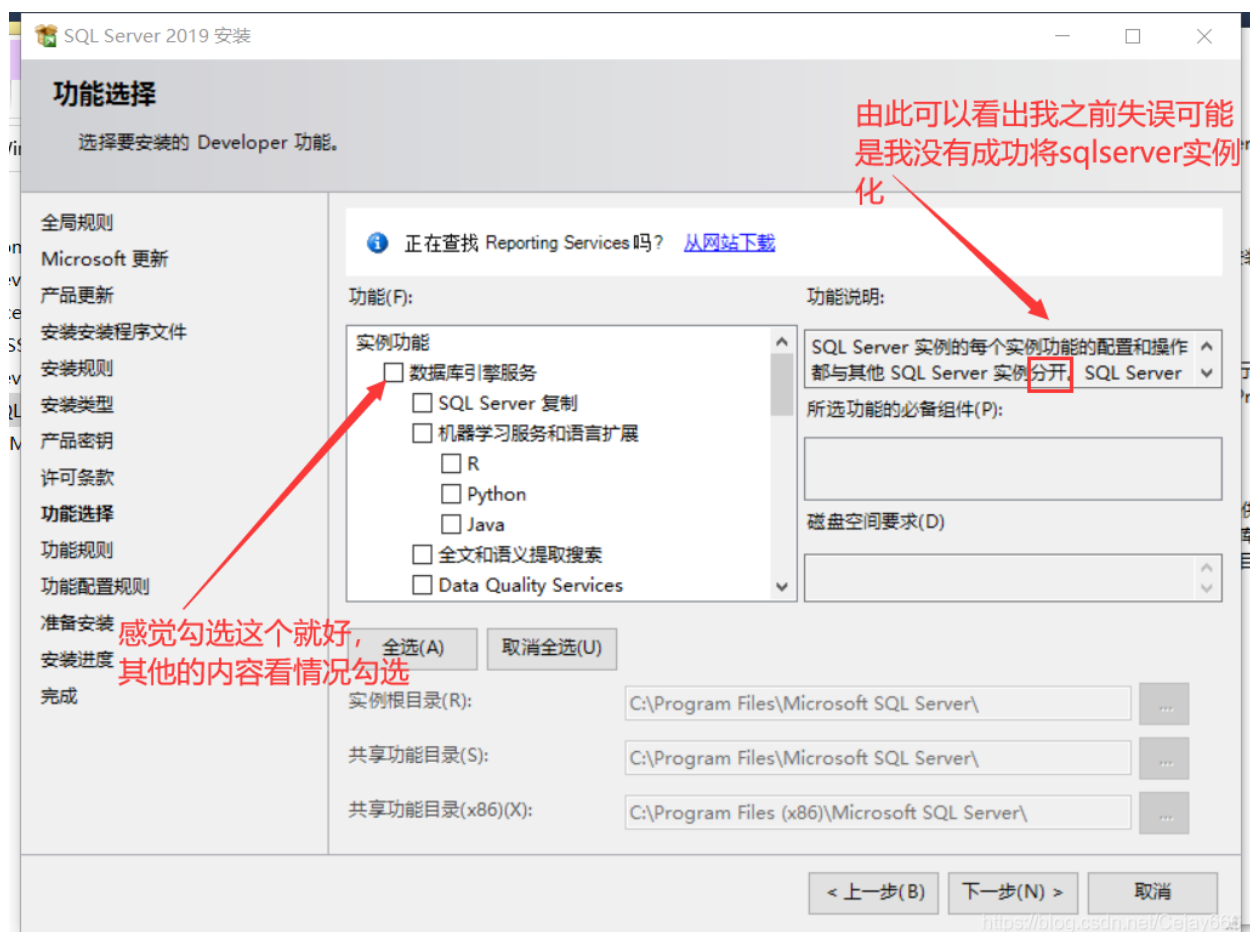 SQL Server 2019 安装
功能选择
选择要安装的 Developer 功能。
由此可以看出我之前失误可能
是我没有成功将sqlserver实例
化
全局规则
Microsoft 更新
产品更新
安装安装程序文件
安装规则
安装类型
产品密钥
许可条款
功能选择
功能规则
功能配置规则
准备安装
安装进度
完成
正在查找 Reporting Services吗? 从网站下载
功能(F):
实例功能
数据库引擎服务
SQL Server 复制
机器学习服务和语言扩展
R
Python
Java
全文和语义提取搜索
Data Quality Services
功能说明:
SQL Server 实例的每个实例功能的配置和操作
都与其他 SQL Server 实例分开。SQL Server
所选功能的必备组件(P):
磁盘空间要求(D)
感觉勾选这个就好，
其他的内容看情况勾选
全选(A)
取消全选(U)
实例根目录(R):
C:\Program Files\Microsoft SQL Server\
...
共享功能目录(S):
C:\Program Files\Microsoft SQL Server\
...
共享功能目录(x86)(X):
C:\Program Files (x86)\Microsoft SQL Server\
...
< 上一步(B)
下一步(N) >
取消